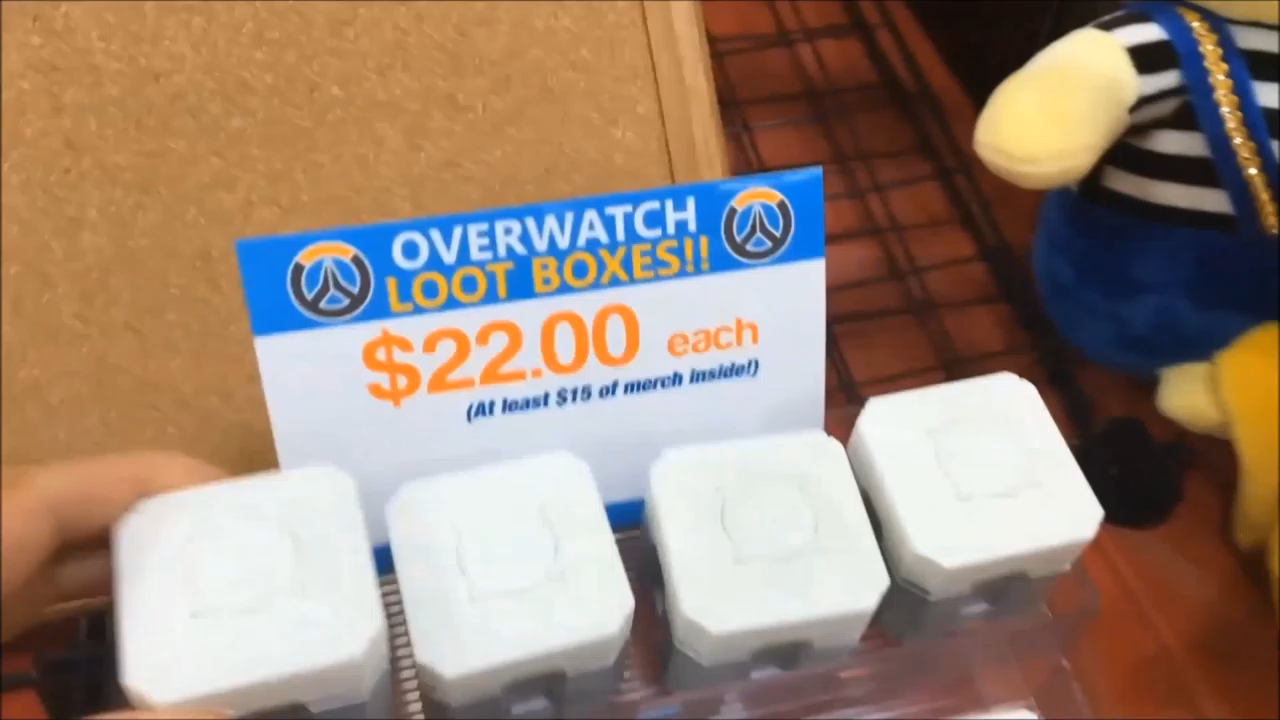 OVERWATCH
LOOT BOXES!!
$22.00 each
(At least $15 of merch inside!)